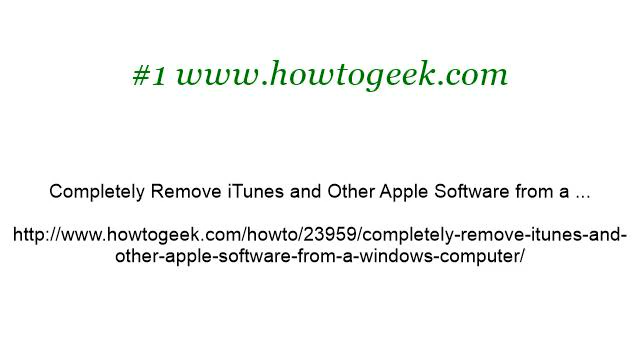 #1 www.howtogeek.com
Completely Remove iTunes and Other Apple Software from a ...
http://www.howtogeek.com/howto/23959/completely-remove-itunes-and-
other-apple-software-from-a-windows-computer/